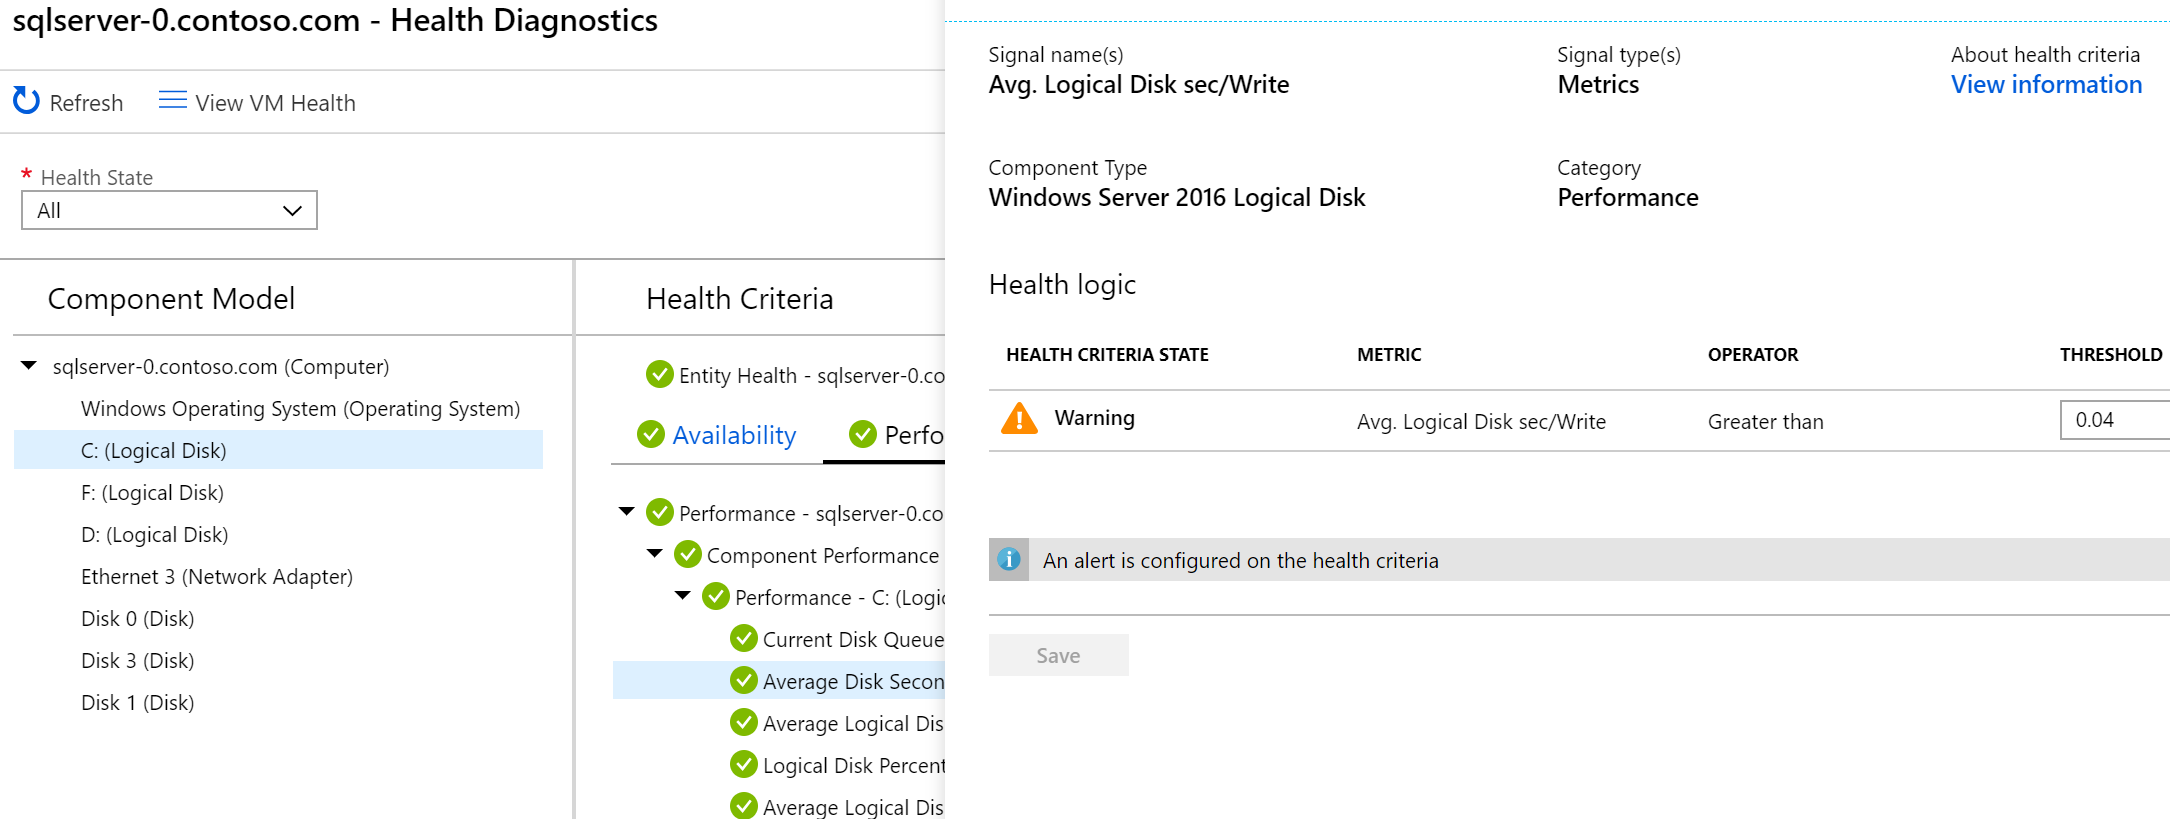 sqlserver-0.contoso.com - Health Diagnostics
Refresh
View VM Health
* Health State
All
Component Model
sqlserver-0.contoso.com (Computer)
Windows Operating System (Operating System)
C: (Logical Disk)
F: (Logical Disk)
D: (Logical Disk)
Ethernet 3 (Network Adapter)
Disk 0 (Disk)
Disk 3 (Disk)
Disk 1 (Disk)
Health Criteria
Entity Health - sqlserver-0.co
Availability
Perfo
Performance - sqlserver-0.co
Component Performance
Performance - C: (Logic
Current Disk Queue
Average Disk Secon
Average Logical Dis
Logical Disk Percent
Average Logical Dis
Signal name(s)
Avg. Logical Disk sec/Write
Signal type(s)
Metrics
About health criteria
View information
Component Type
Windows Server 2016 Logical Disk
Category
Performance
Health logic
HEALTH CRITERIA STATE METRIC OPERATOR THRESHOLD
Warning Avg. Logical Disk sec/Write Greater than 0.04
An alert is configured on the health criteria
Save